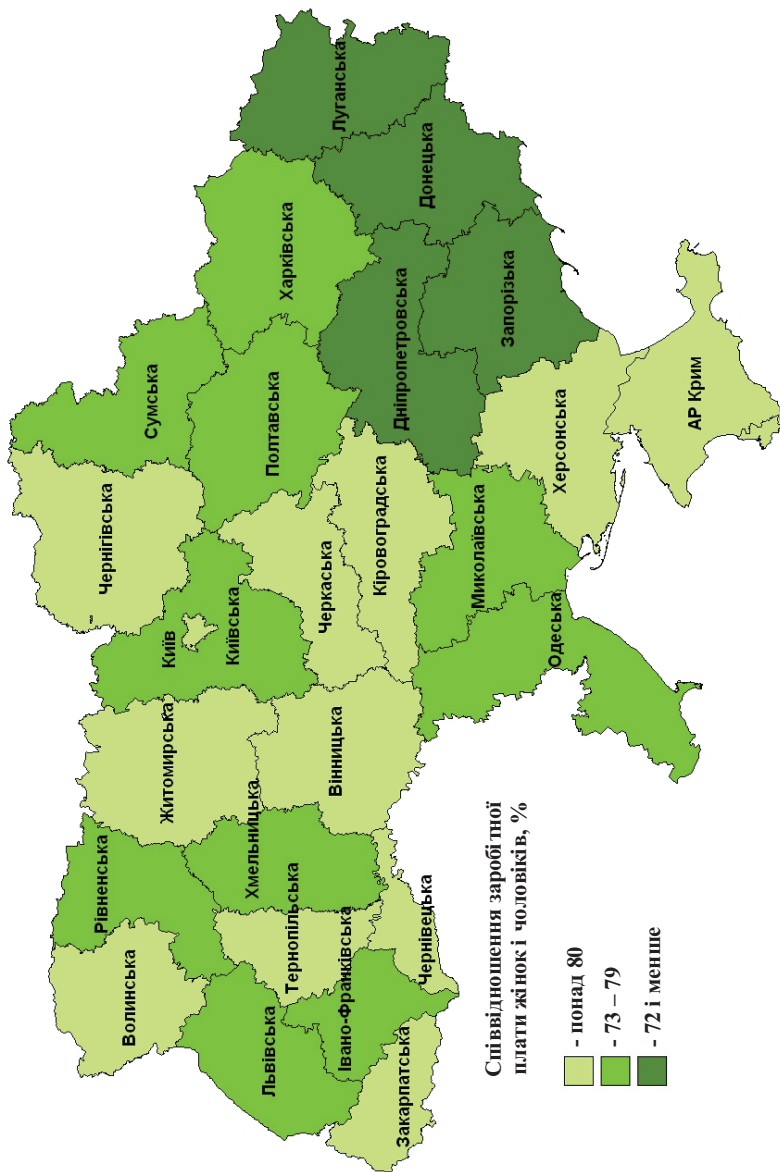 Волинська
Рівненська
Житомирська
Київ
Київська
Чернігівська
Сумська
Львівська
Тернопільська
Хмельницька
Вінницька
Черкаська
Полтавська
Харківська
Луганська
Закарпатська
Івано-Франківська
Чернівецька
Кіровоградська
Дніпропетровська
Донецька
Одеська
Миколаївська
Херсонська
Запорізька
АР Крим
Співвідношення заробітної
плати жінок і чоловіків, %
- понад 80
- 73 – 79
- 72 і менше